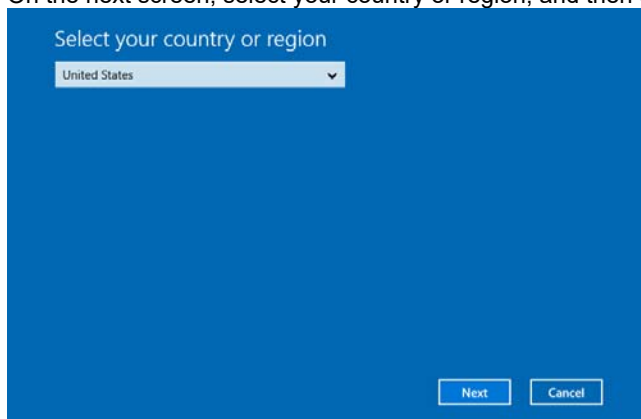 On the next screen, select your country or region, and then
Select your country or region
United States
Next Cancel